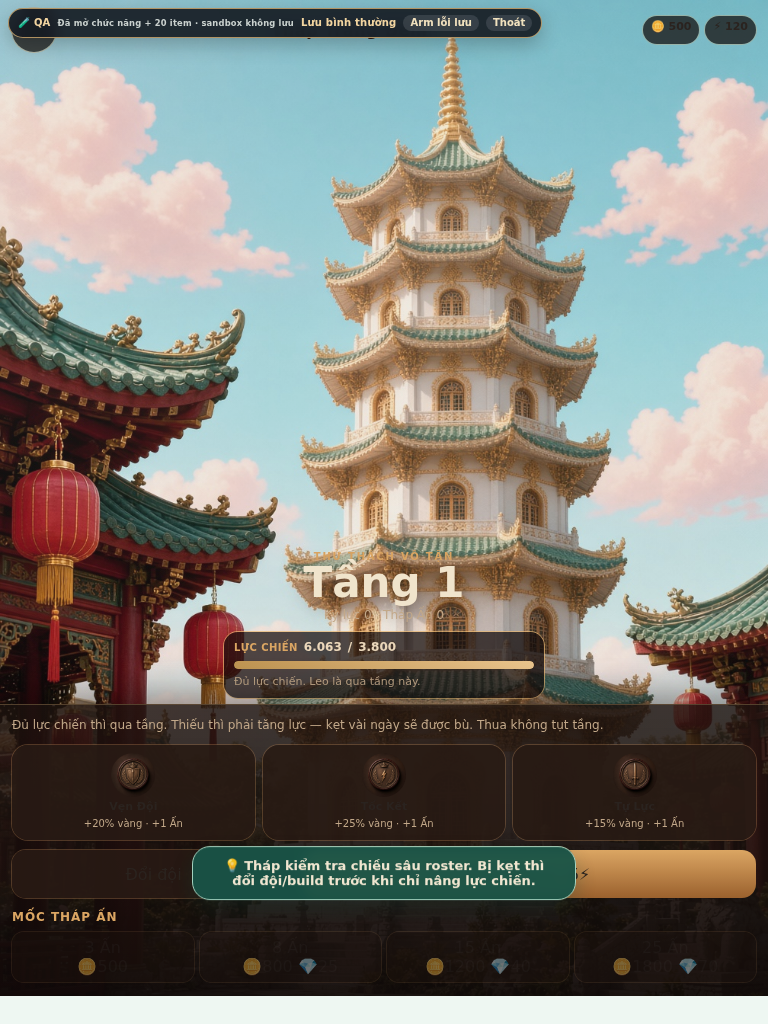 🧪 QA Đã mở chức năng + 20 item · sandbox không lưu Lưu bình thường Arm lỗi lưu Thoát
🪙 500 ⚡ 120
Tầng 1
LỰC CHIẾN 6.063 / 3.800
Đủ lực chiến. Leo là qua tầng này.
Đủ lực chiến thì qua tầng. Thiếu thì phải tăng lực — kẹt vài ngày sẽ được bù. Thua không tụt tầng.
+20% vàng · +1 Ấn
+25% vàng · +1 Ấn
+15% vàng · +1 Ấn
Đổi đội
💡 Tháp kiểm tra chiều sâu roster. Bị kẹt thì
đổi đội/build trước khi chỉ nâng lực chiến.
MỐC THÁP ẤN